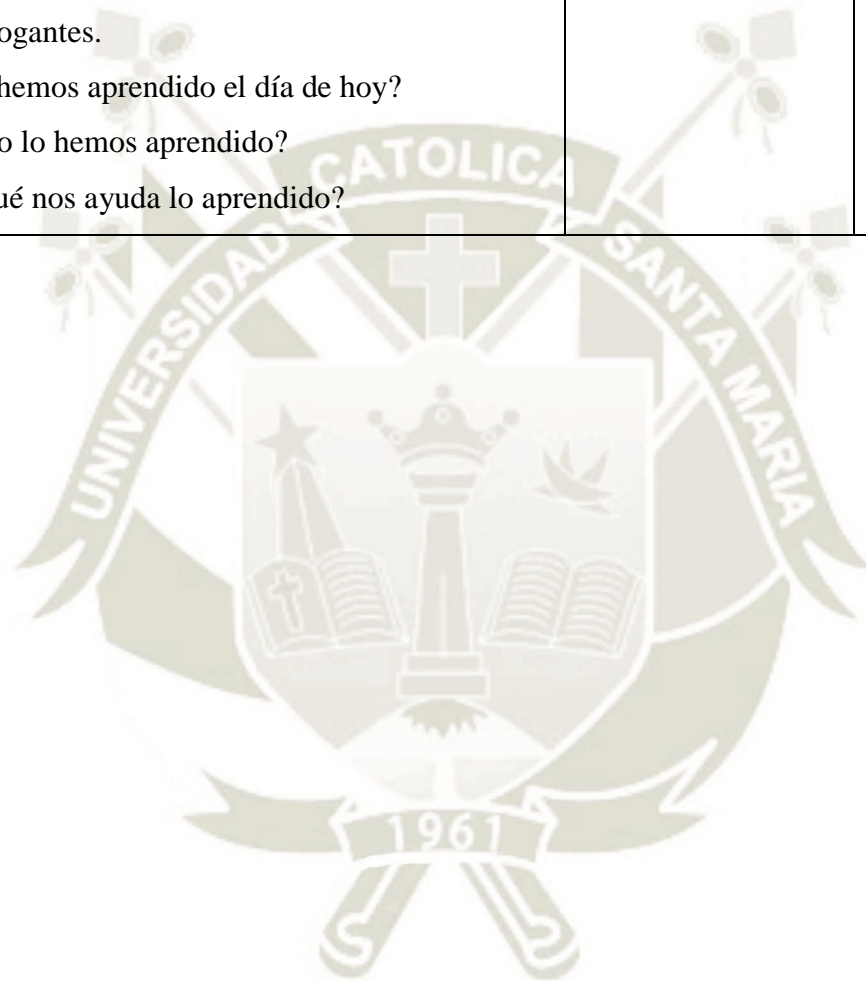 ogantes.
hemos aprendido el día de hoy?
o lo hemos aprendido?
ué nos ayuda lo aprendido?
UNIVERSIDAD CATOLICA SANTA MARIA
1961